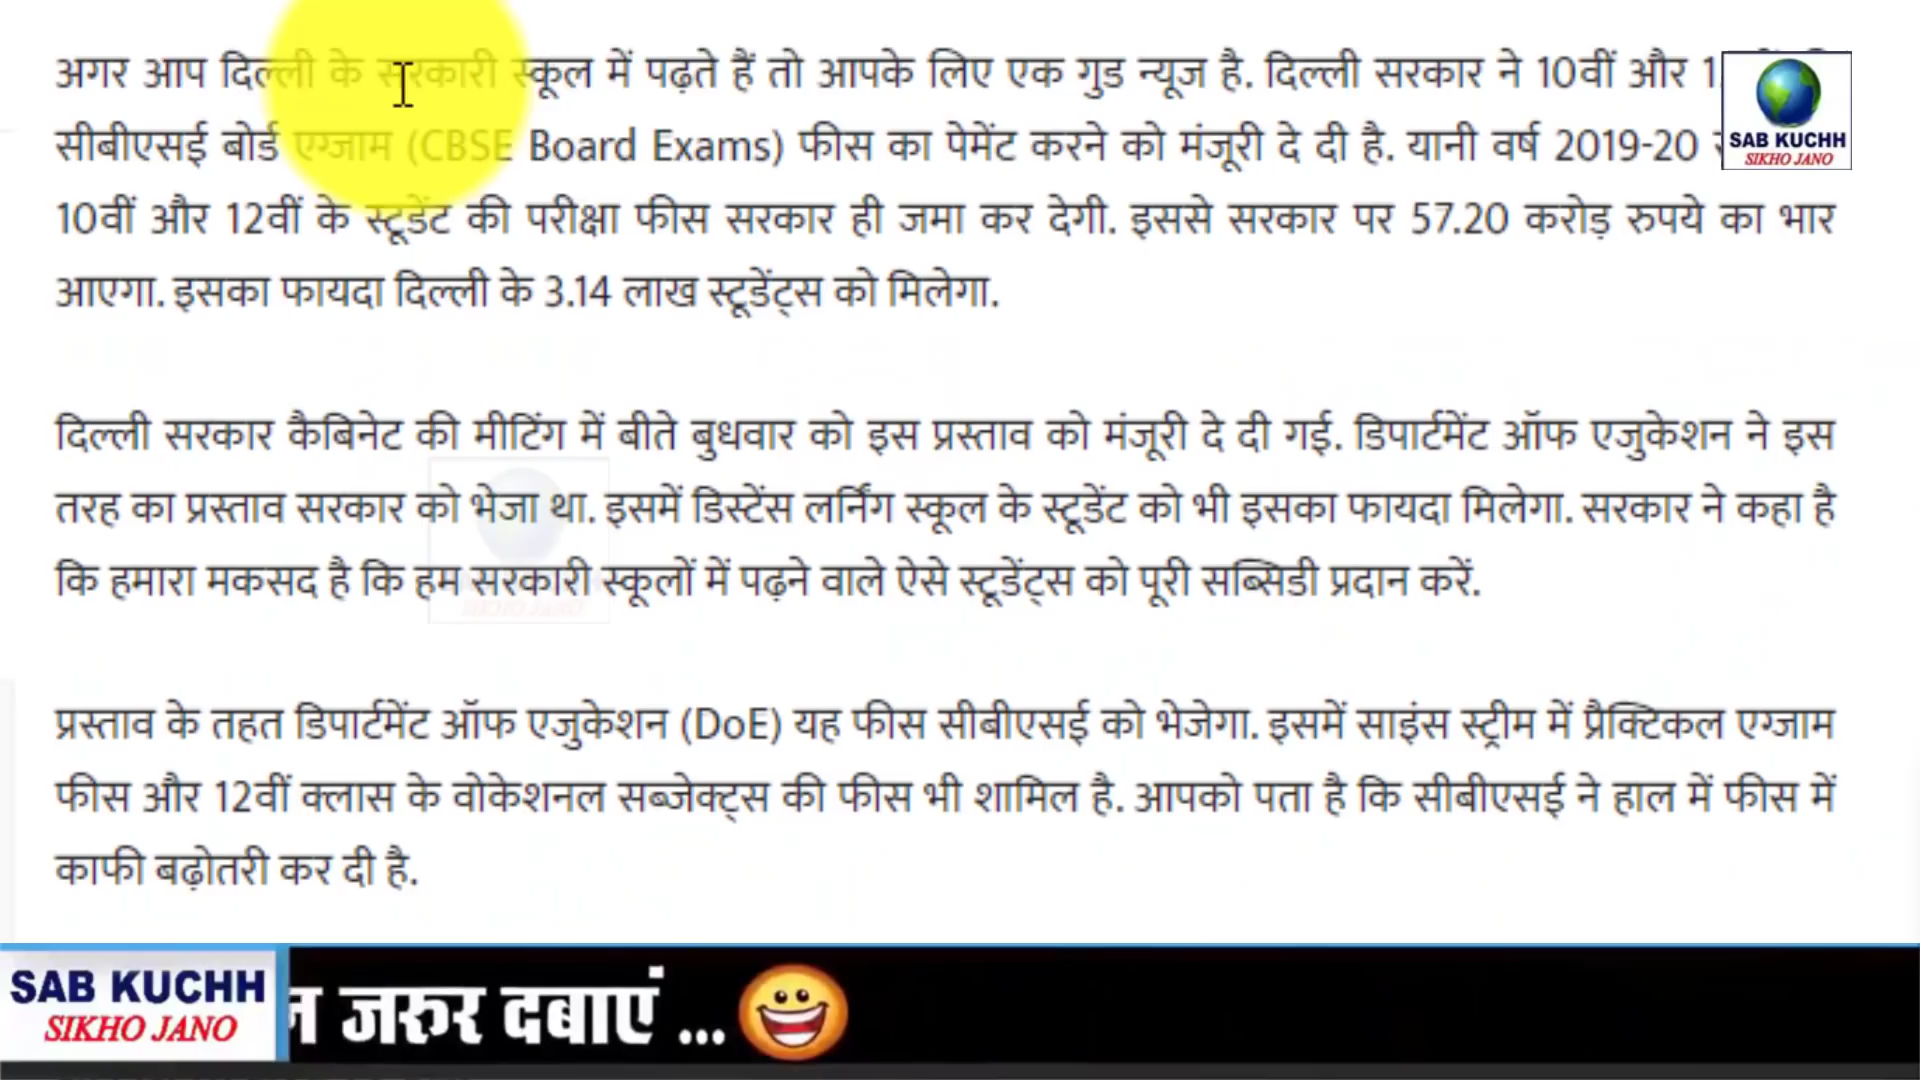 अगर आप दिल्ली के सरकारी स्कूल में पढ़ते हैं तो आपके लिए एक गुड न्यूज है. दिल्ली सरकार ने 10वीं और
सीबीएसई बोर्ड एग्जाम (CBSE Board Exams) फीस का पेमेंट करने को मंजूरी दे दी है. यानी वर्ष 2019-20
10वीं और 12वीं के स्टूडेंट की परीक्षा फीस सरकार ही जमा कर देगी. इससे सरकार पर 57.20 करोड़ रुपये का भार
आएगा. इसका फायदा दिल्ली के 3.14 लाख स्टूडेंट्स को मिलेगा.
SAB KUCHH
SIKHO JANO
दिल्ली सरकार कैबिनेट की मीटिंग में बीते बुधवार को इस प्रस्ताव को मंजूरी दे दी गई. डिपार्टमेंट ऑफ एजुकेशन ने इस
तरह का प्रस्ताव सरकार को भेजा था. इसमें डिस्टेंस लर्निंग स्कूल के स्टूडेंट को भी इसका फायदा मिलेगा. सरकार ने कहा है
कि हमारा मकसद है कि हम सरकारी स्कूलों में पढ़ने वाले ऐसे स्टूडेंट्स को पूरी सब्सिडी प्रदान करें.
प्रस्ताव के तहत डिपार्टमेंट ऑफ एजुकेशन (DoE) यह फीस सीबीएसई को भेजेगा. इसमें साइंस स्ट्रीम में प्रैक्टिकल एग्जाम
फीस और 12वीं क्लास के वोकेशनल सब्जेक्ट्स की फीस भी शामिल है. आपको पता है कि सीबीएसई ने हाल में फीस में
काफी बढ़ोतरी कर दी है.
SAB KUCHH
SIKHO JANO
जरूर दबाएं ...